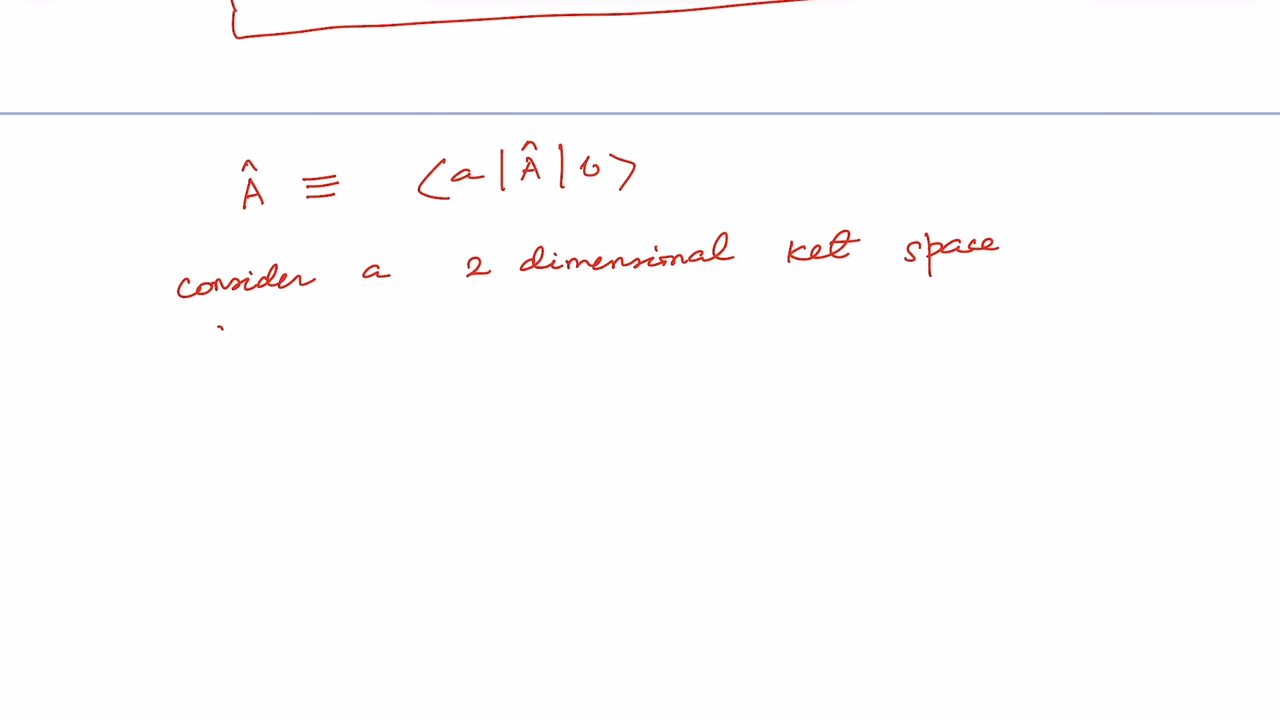 Â ≡ ⟨a|Â|b⟩
consider a 2 dimensional ket space